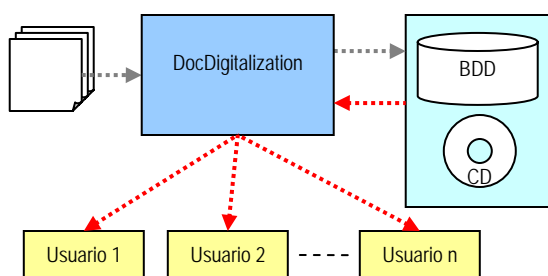 DocDigitalization
BDD
CD
Usuario 1
Usuario 2
Usuario n